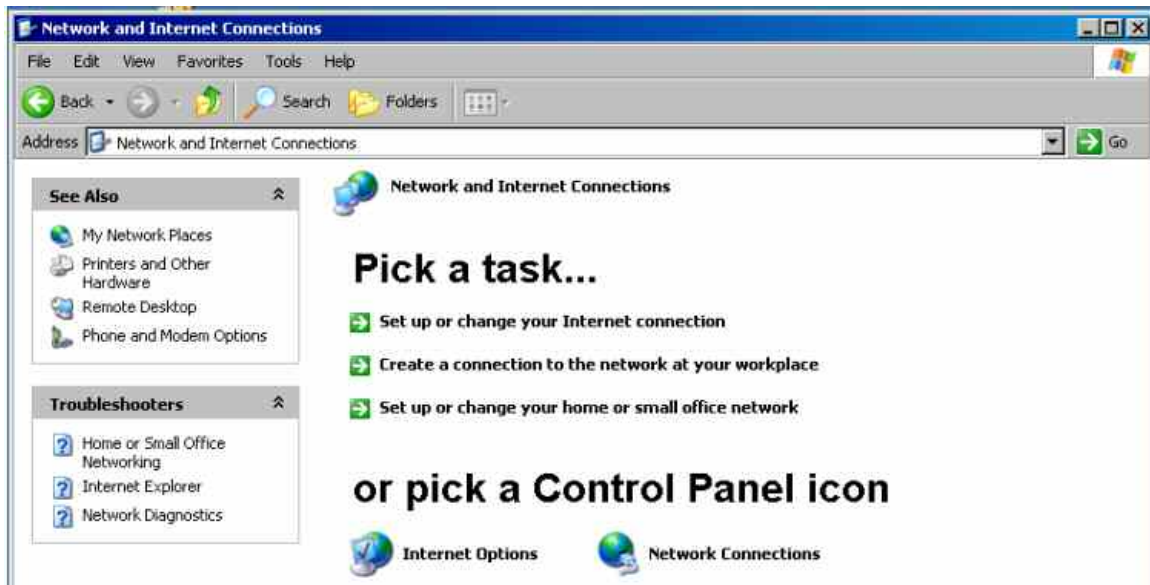 Network and Internet Connections
File Edit View Favorites Tools Help
Back Search Folders
Address Network and Internet Connections Go
See Also
My Network Places
Printers and Other
Hardware
Remote Desktop
Phone and Modem Options
Troubleshooters
Home or Small Office
Networking
Internet Explorer
Network Diagnostics
Network and Internet Connections
Pick a task...
Set up or change your Internet connection
Create a connection to the network at your workplace
Set up or change your home or small office network
or pick a Control Panel icon
Internet Options Network Connections